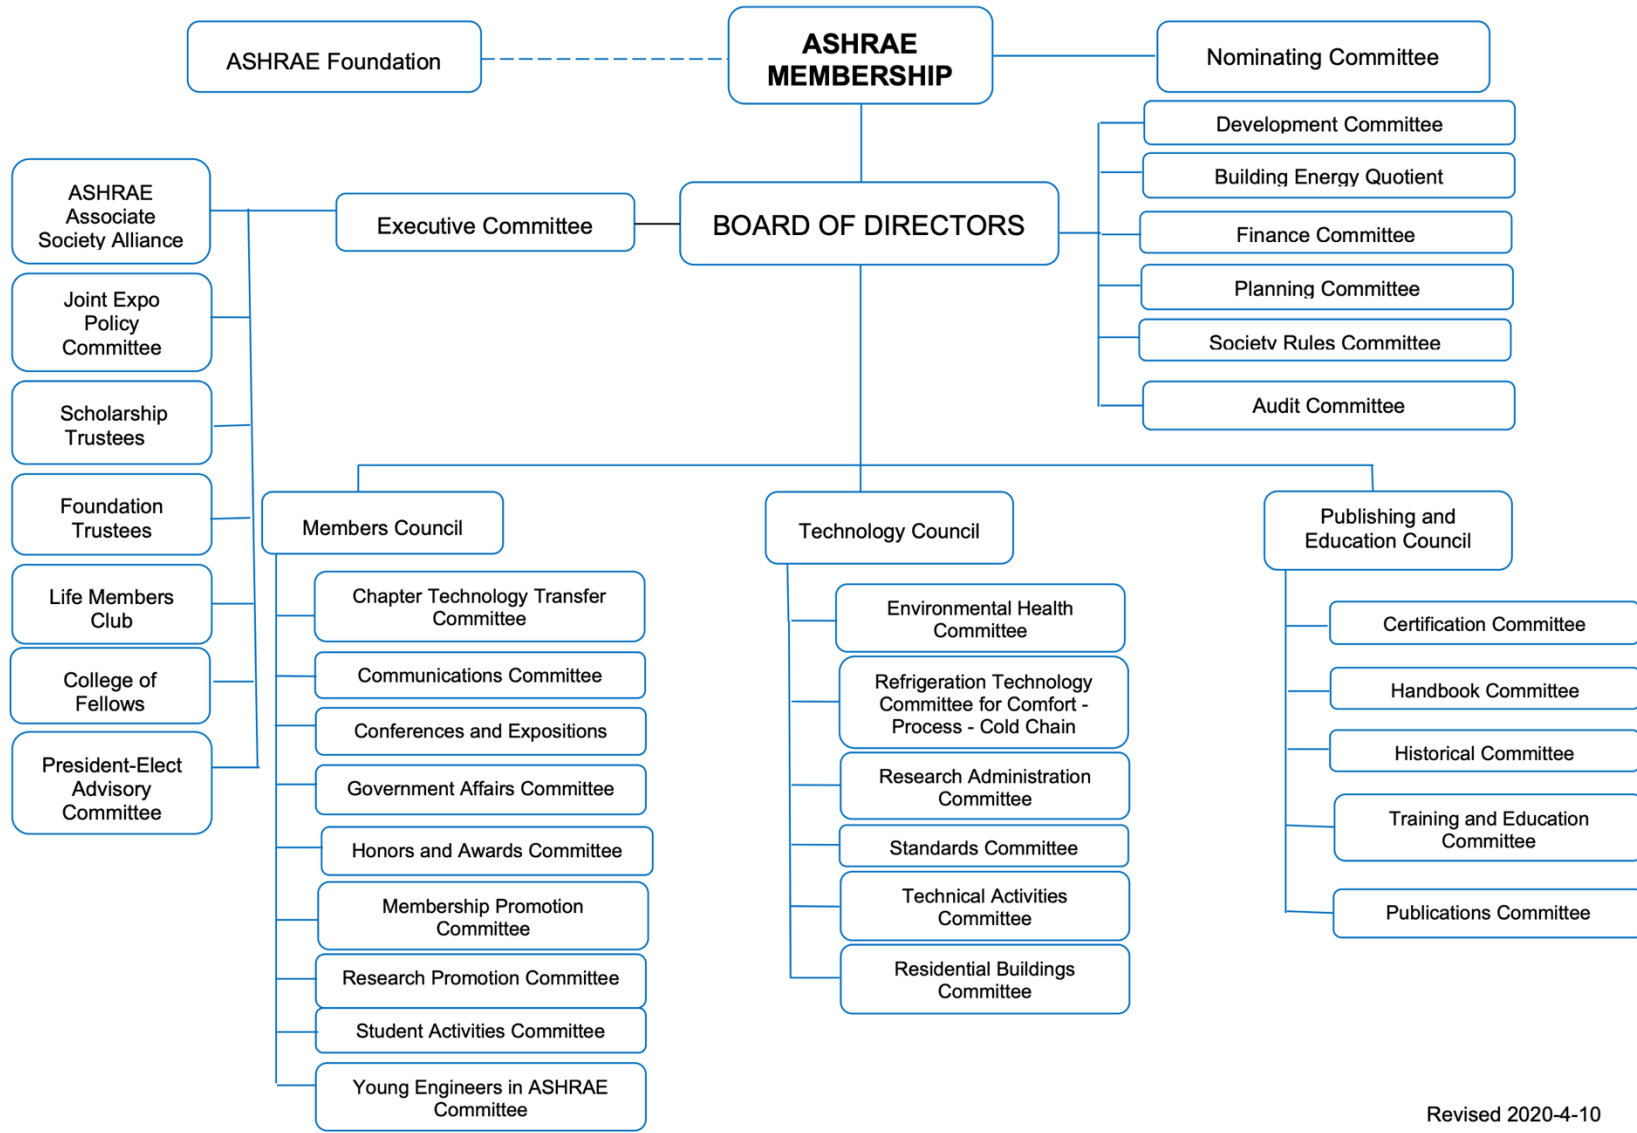 ASHRAE Foundation
ASHRAE
MEMBERSHIP
Nominating Committee
Development Committee
Building Energy Quotient
Finance Committee
Planning Committee
Society Rules Committee
Audit Committee
BOARD OF DIRECTORS
Executive Committee
ASHRAE
Associate
Society Alliance
Joint Expo
Policy
Committee
Scholarship
Trustees
Foundation
Trustees
Life Members
Club
College of
Fellows
President-Elect
Advisory
Committee
Members Council
Chapter Technology Transfer
Committee
Communications Committee
Conferences and Expositions
Government Affairs Committee
Honors and Awards Committee
Membership Promotion
Committee
Research Promotion Committee
Student Activities Committee
Young Engineers in ASHRAE
Committee
Technology Council
Environmental Health
Committee
Refrigeration Technology
Committee for Comfort -
Process - Cold Chain
Research Administration
Committee
Standards Committee
Technical Activities
Committee
Residential Buildings
Committee
Publishing and
Education Council
Certification Committee
Handbook Committee
Historical Committee
Training and Education
Committee
Publications Committee
Revised 2020-4-10